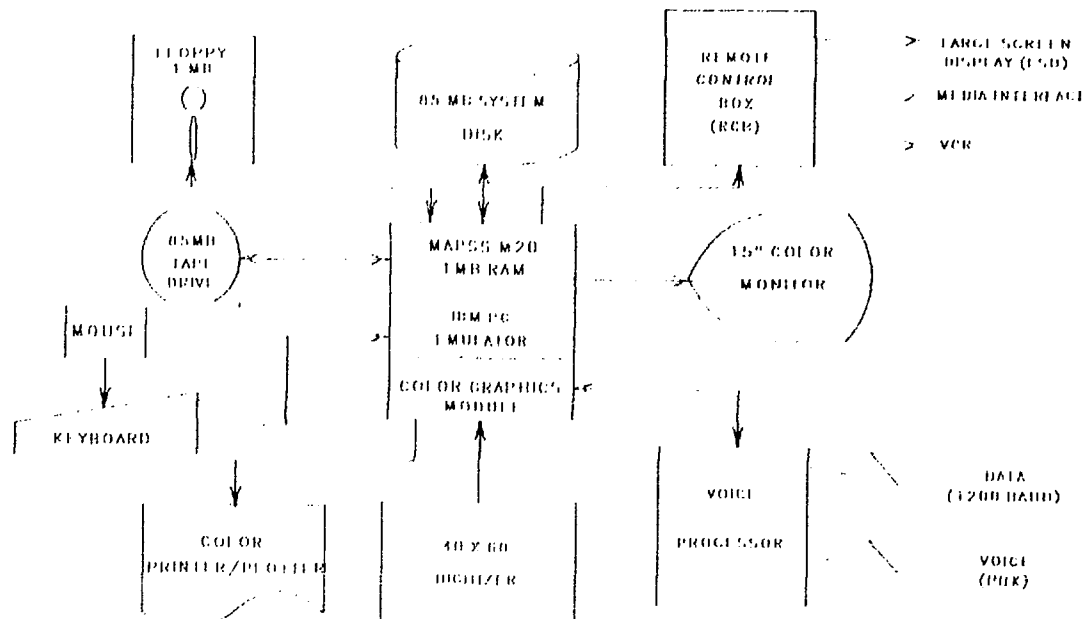 FLOPPY
1 MB
85 MB SYSTEM
DISK
REMOTE
CONTROL
BOX
(RCB)
LARGE SCREEN
DISPLAY (LSD)
MEDIA INTERFACE
VCR
85MB
TAPE
DRIVE
MAPSS M20
1 MB RAM
IBM PC
EMULATOR
COLOR GRAPHICS
MODULE
15" COLOR
MONITOR
MOUSE
KEYBOARD
COLOR
PRINTER/PLOTTER
40 X 60
DIGITIZER
VOICE
PROCESSOR
DATA
(1200 BAUD)
VOICE